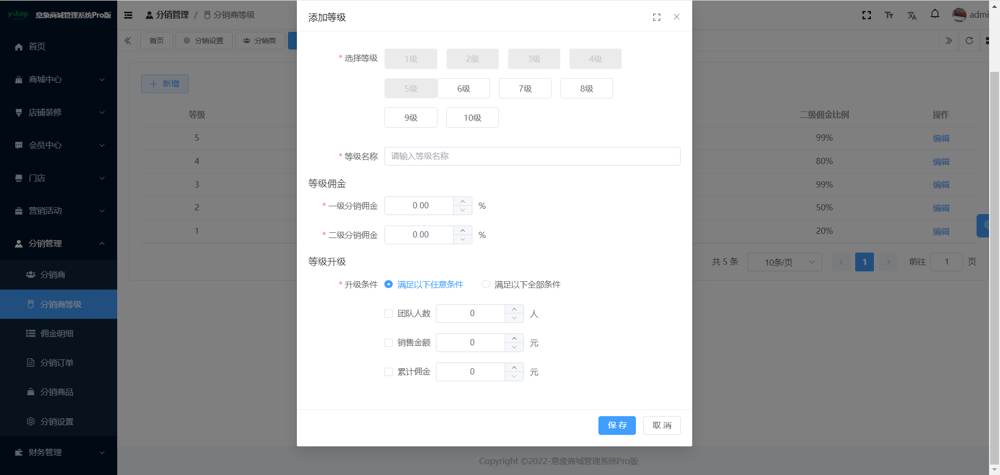 yshop 意象商城管理系统Pro版
分销管理 / 分销商等级
admi
首页
分销设置
分销商
首页
商城中心
店铺装修
会员中心
门店
营销活动
分销管理
分销商
分销商等级
佣金明细
分销订单
分销商品
分销设置
财务管理
新增
等级 二级佣金比例 操作
5 99% 编辑
4 80% 编辑
3 99% 编辑
2 50% 编辑
1 20% 编辑
共 5 条 10条/页 1 前往 1 页
添加等级
* 选择等级 1级 2级 3级 4级
5级 6级 7级 8级
9级 10级
* 等级名称 请输入等级名称
等级佣金
* 一级分销佣金 0.00 %
* 二级分销佣金 0.00 %
等级升级
* 升级条件 满足以下任意条件 满足以下全部条件
团队人数 0 人
销售金额 0 元
累计佣金 0 元
保存 取消
Copyright ©2022-意象商城管理系统Pro版